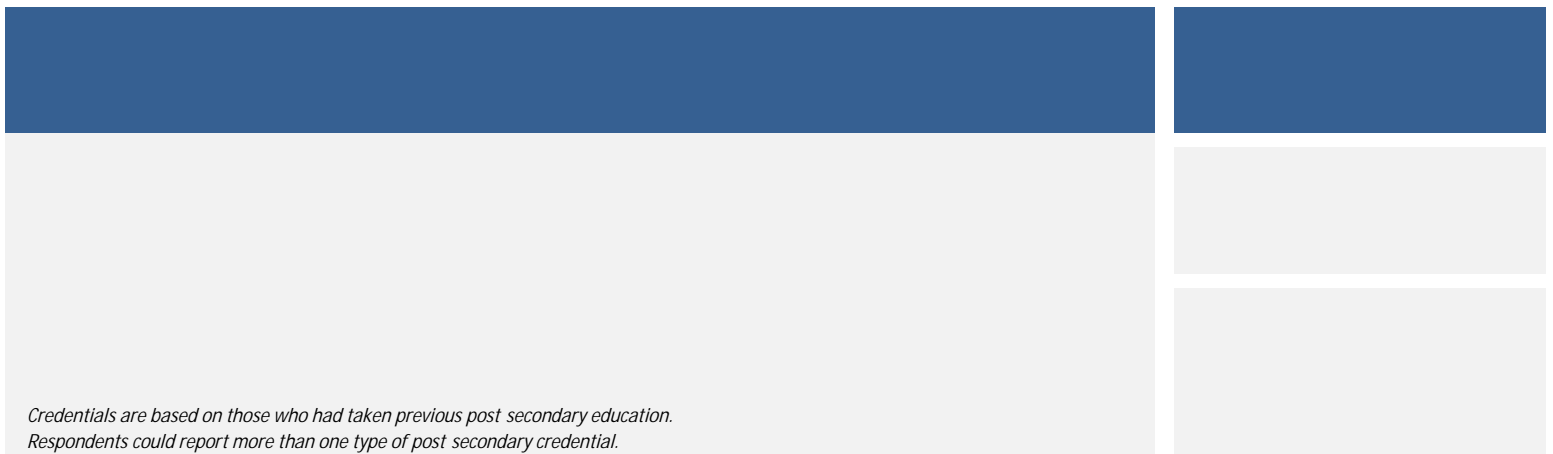 Credentials are based on those who had taken previous post secondary education.
Respondents could report more than one type of post secondary credential.